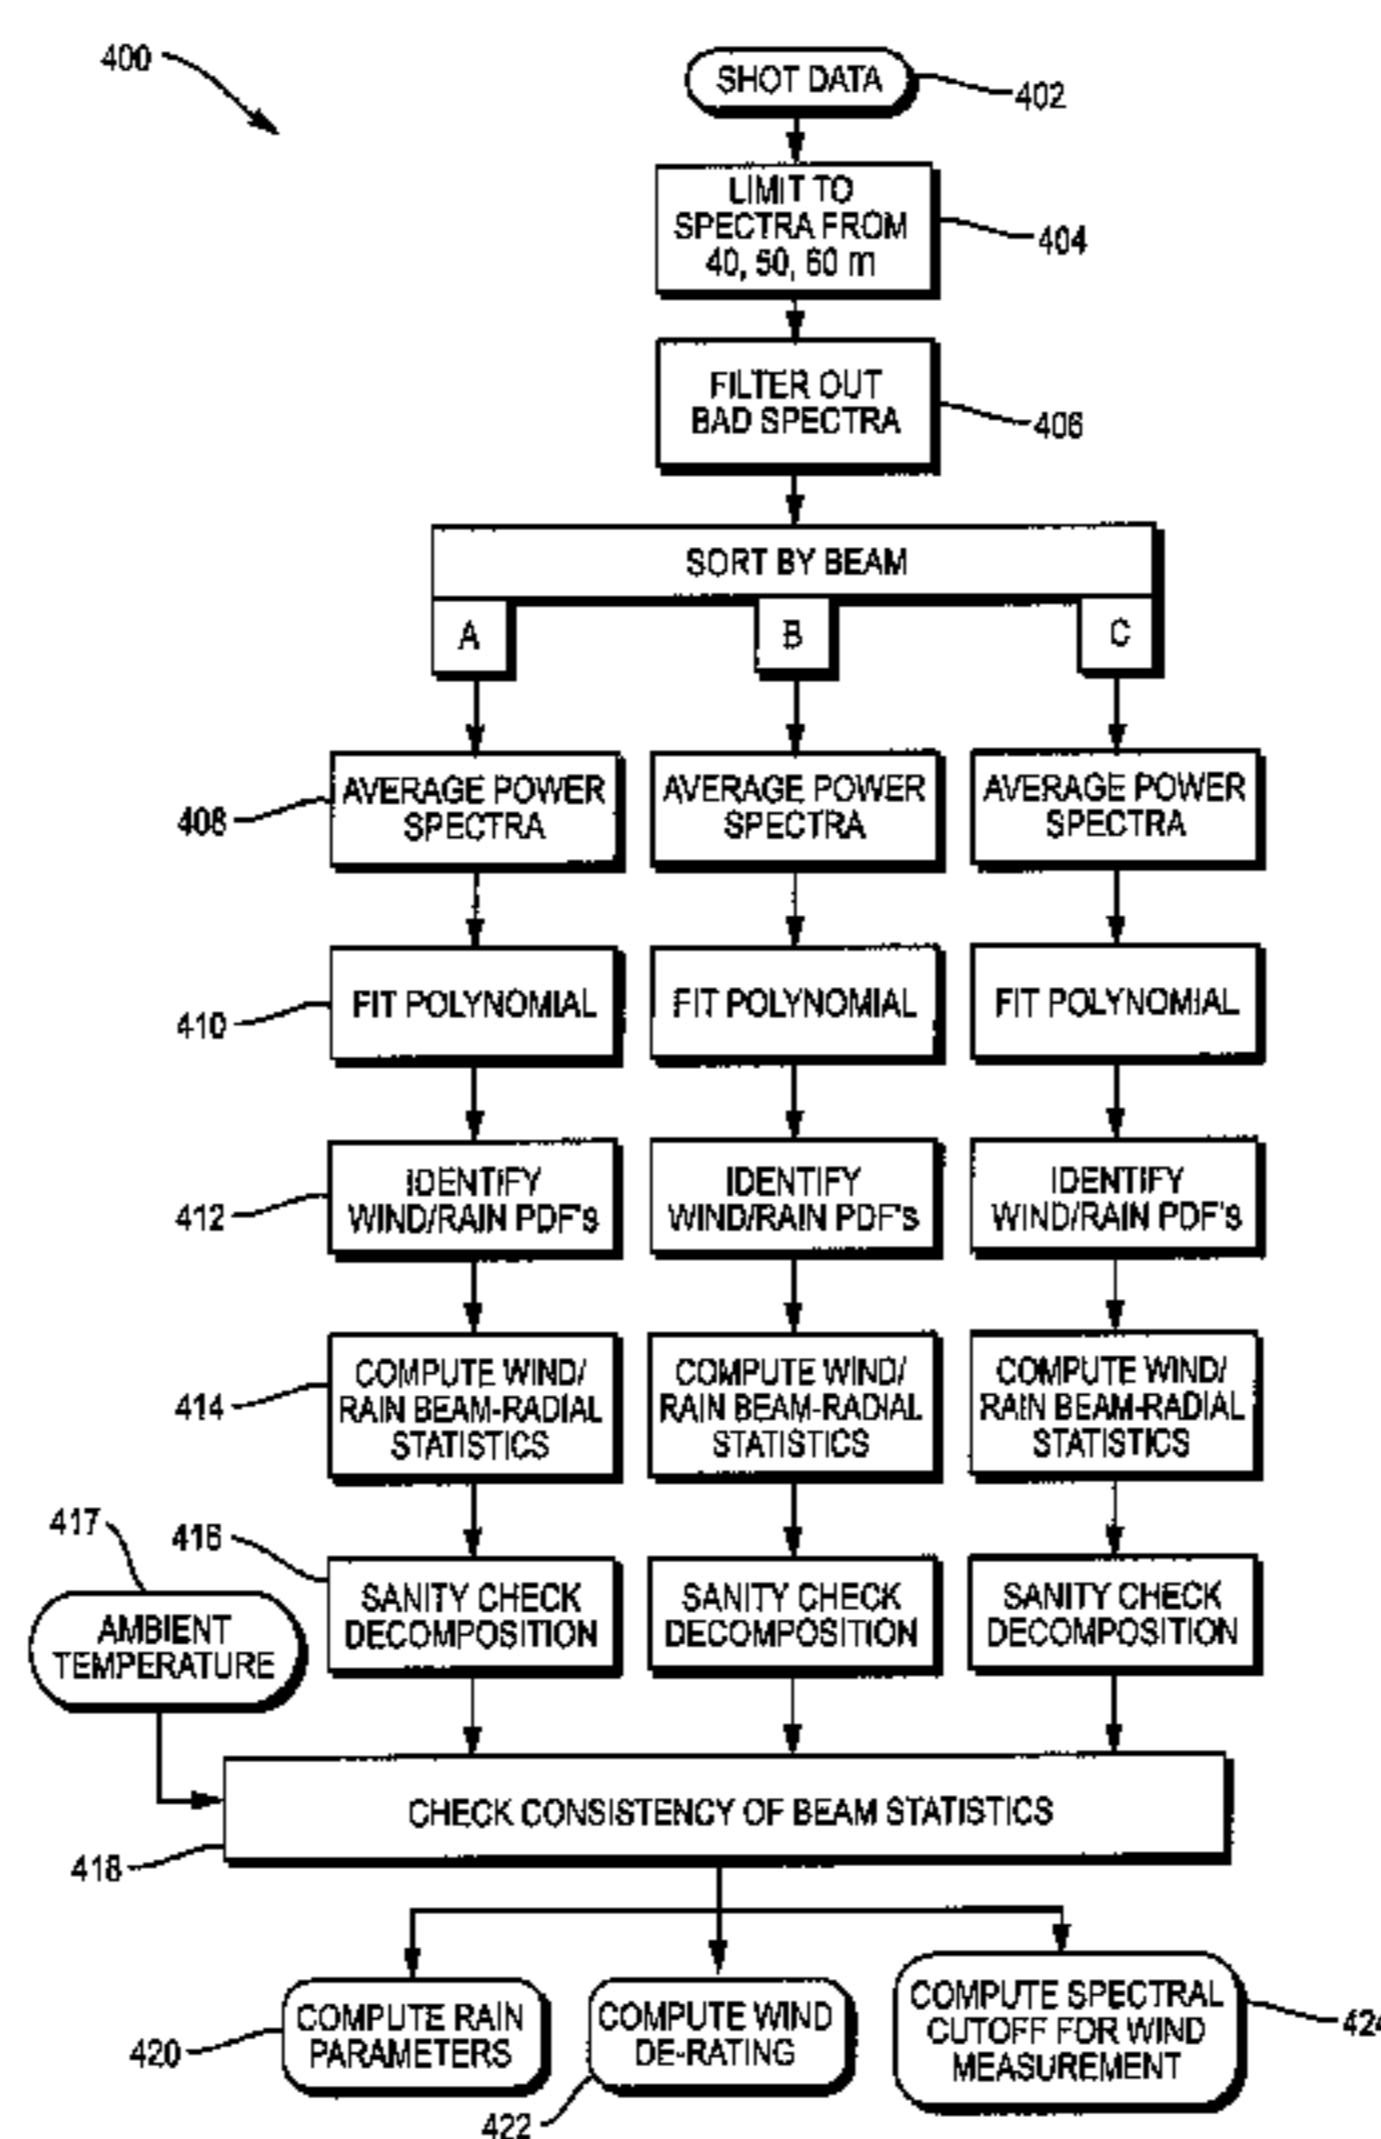 400
SHOT DATA
402
LIMIT TO
SPECTRA FROM
40, 50, 60 m
404
FILTER OUT
BAD SPECTRA
406
SORT BY BEAM
A
B
C
408
AVERAGE POWER
SPECTRA
AVERAGE POWER
SPECTRA
AVERAGE POWER
SPECTRA
410
FIT POLYNOMIAL
FIT POLYNOMIAL
FIT POLYNOMIAL
412
IDENTIFY
WIND/RAIN PDF's
IDENTIFY
WIND/RAIN PDF's
IDENTIFY
WIND/RAIN PDF's
414
COMPUTE WIND/
RAIN BEAM-RADIAL
STATISTICS
COMPUTE WIND/
RAIN BEAM-RADIAL
STATISTICS
COMPUTE WIND/
RAIN BEAM-RADIAL
STATISTICS
417
416
AMBIENT
TEMPERATURE
SANITY CHECK
DECOMPOSITION
SANITY CHECK
DECOMPOSITION
SANITY CHECK
DECOMPOSITION
CHECK CONSISTENCY OF BEAM STATISTICS
418
COMPUTE RAIN
PARAMETERS
420
COMPUTE WIND
DE-RATING
422
COMPUTE SPECTRAL
CUTOFF FOR WIND
MEASUREMENT
424